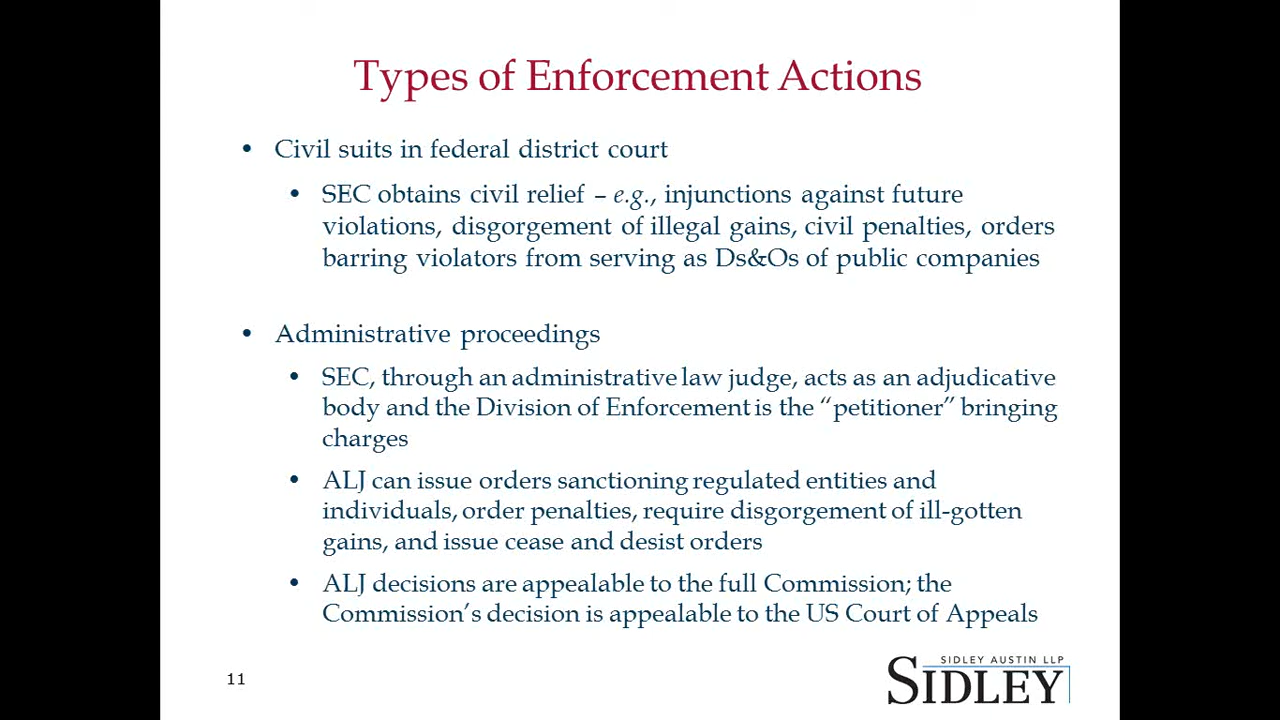 Types of Enforcement Actions
• Civil suits in federal district court
• SEC obtains civil relief – e.g., injunctions against future
violations, disgorgement of illegal gains, civil penalties, orders
barring violators from serving as Ds&Os of public companies
• Administrative proceedings
• SEC, through an administrative law judge, acts as an adjudicative
body and the Division of Enforcement is the “petitioner” bringing
charges
• ALJ can issue orders sanctioning regulated entities and
individuals, order penalties, require disgorgement of ill-gotten
gains, and issue cease and desist orders
• ALJ decisions are appealable to the full Commission; the
Commission’s decision is appealable to the US Court of Appeals
SIDLEY AUSTIN LLP
SIDLEY
11